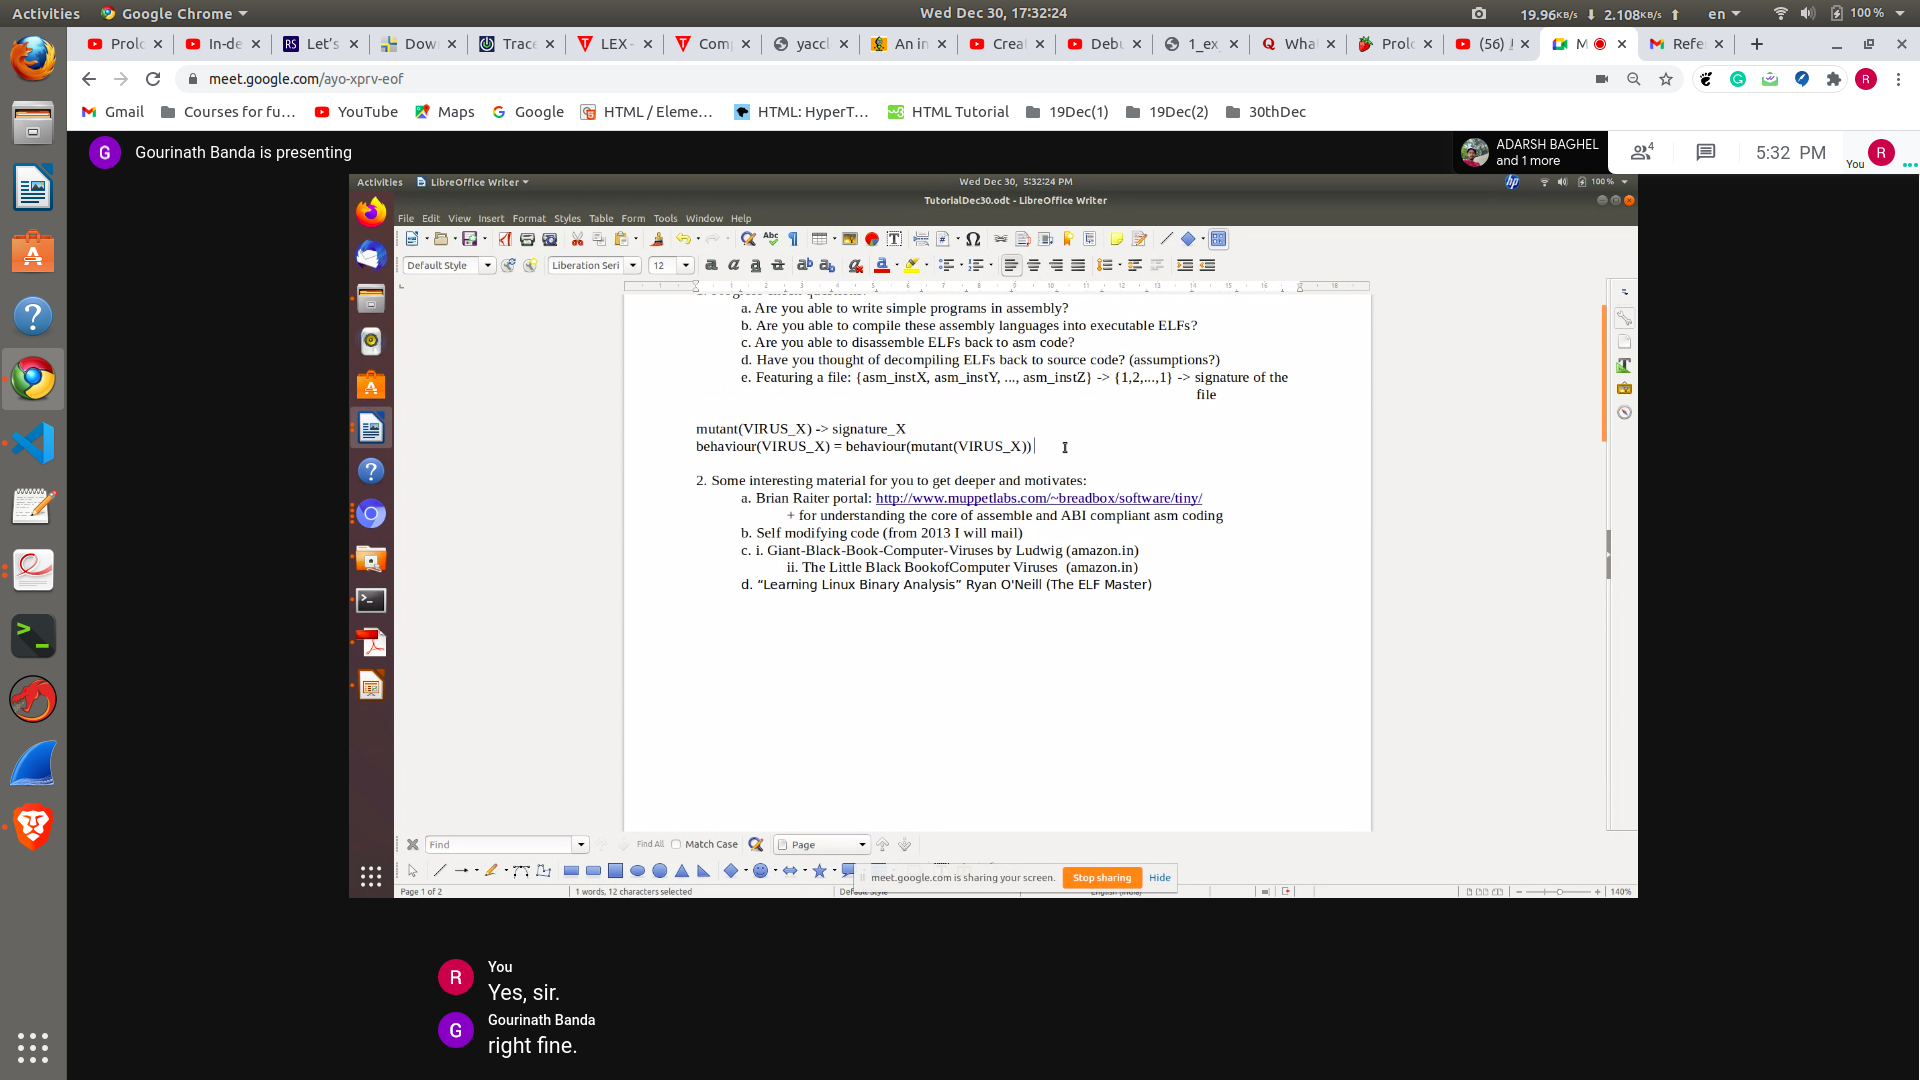 Activities Google Chrome Wed Dec 30, 17:32:24 19.96KB/s 2.108KB/s en 100%
Prolo In-de Let's Dow Trace LEX - Com yaccl An in Crea Debu 1_ex Wha Prolo (56) M Refe
meet.google.com/ayo-xprv-eof
Gmail Courses for fu... YouTube Maps Google HTML / Eleme... HTML: HyperT... HTML Tutorial 19Dec(1) 19Dec(2) 30thDec
G Gourinath Banda is presenting
ADARSH BAGHEL
and 1 more
4
5:32 PM
You R
Activities LibreOffice Writer Wed Dec 30, 5:32:24 PM 100%
TutorialDec30.odt - LibreOffice Writer
File Edit View Insert Format Styles Table Form Tools Window Help
Default Style Liberation Seri 12
a. Are you able to write simple programs in assembly?
b. Are you able to compile these assembly languages into executable ELFs?
c. Are you able to disassemble ELFs back to asm code?
d. Have you thought of decompiling ELFs back to source code? (assumptions?)
e. Featuring a file: {asm_instX, asm_instY, ..., asm_instZ} -> {1,2,...,1} -> signature of the
file
mutant(VIRUS_X) -> signature_X
behaviour(VIRUS_X) = behaviour(mutant(VIRUS_X))
2. Some interesting material for you to get deeper and motivates:
a. Brian Raiter portal: http://www.muppetlabs.com/~breadbox/software/tiny/
+ for understanding the core of assemble and ABI compliant asm coding
b. Self modifying code (from 2013 I will mail)
c. i. Giant-Black-Book-Computer-Viruses by Ludwig (amazon.in)
ii. The Little Black BookofComputer Viruses (amazon.in)
d. “Learning Linux Binary Analysis” Ryan O'Neill (The ELF Master)
Find Find All Match Case Page
meet.google.com is sharing your screen. Stop sharing Hide
Page 1 of 2 1 words, 12 characters selected 140%
R You
Yes, sir.
G Gourinath Banda
right fine.